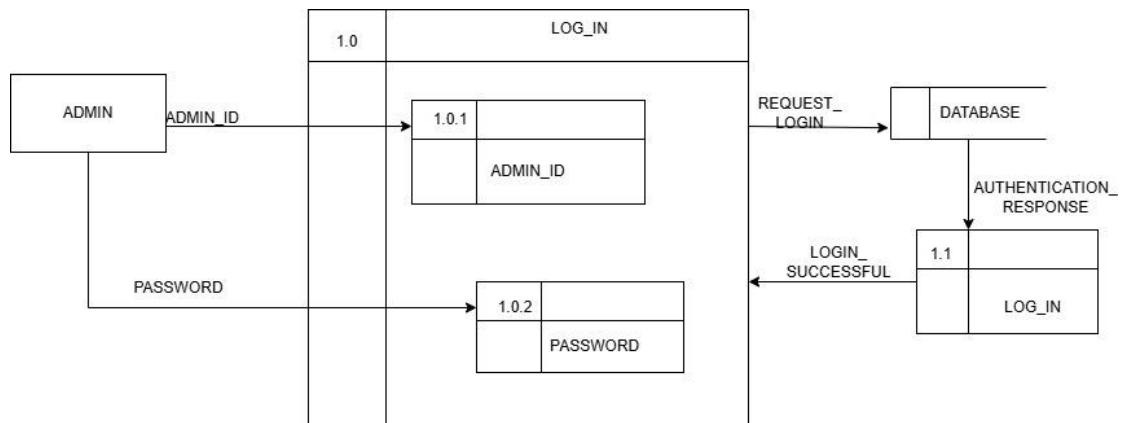 1.0
LOG_IN
ADMIN
ADMIN_ID
1.0.1
ADMIN_ID
REQUEST_
LOGIN
DATABASE
AUTHENTICATION_
RESPONSE
1.1
LOG_IN
LOGIN_
SUCCESSFUL
PASSWORD
1.0.2
PASSWORD